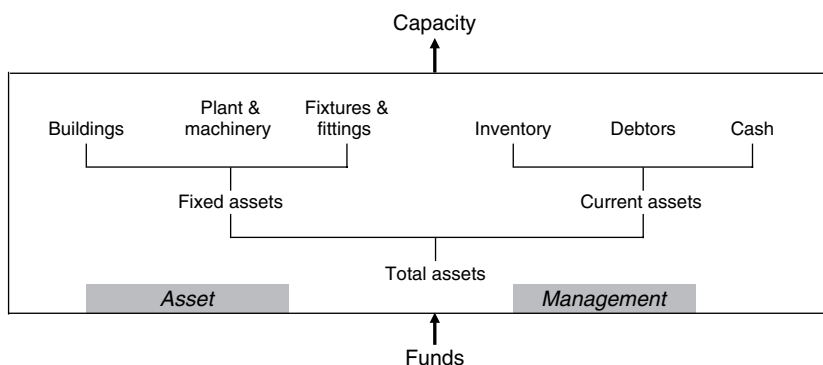 Capacity
Buildings
Plant &
machinery
Fixtures &
fittings
Inventory
Debtors
Cash
Fixed assets
Current assets
Total assets
Asset
Management
Funds